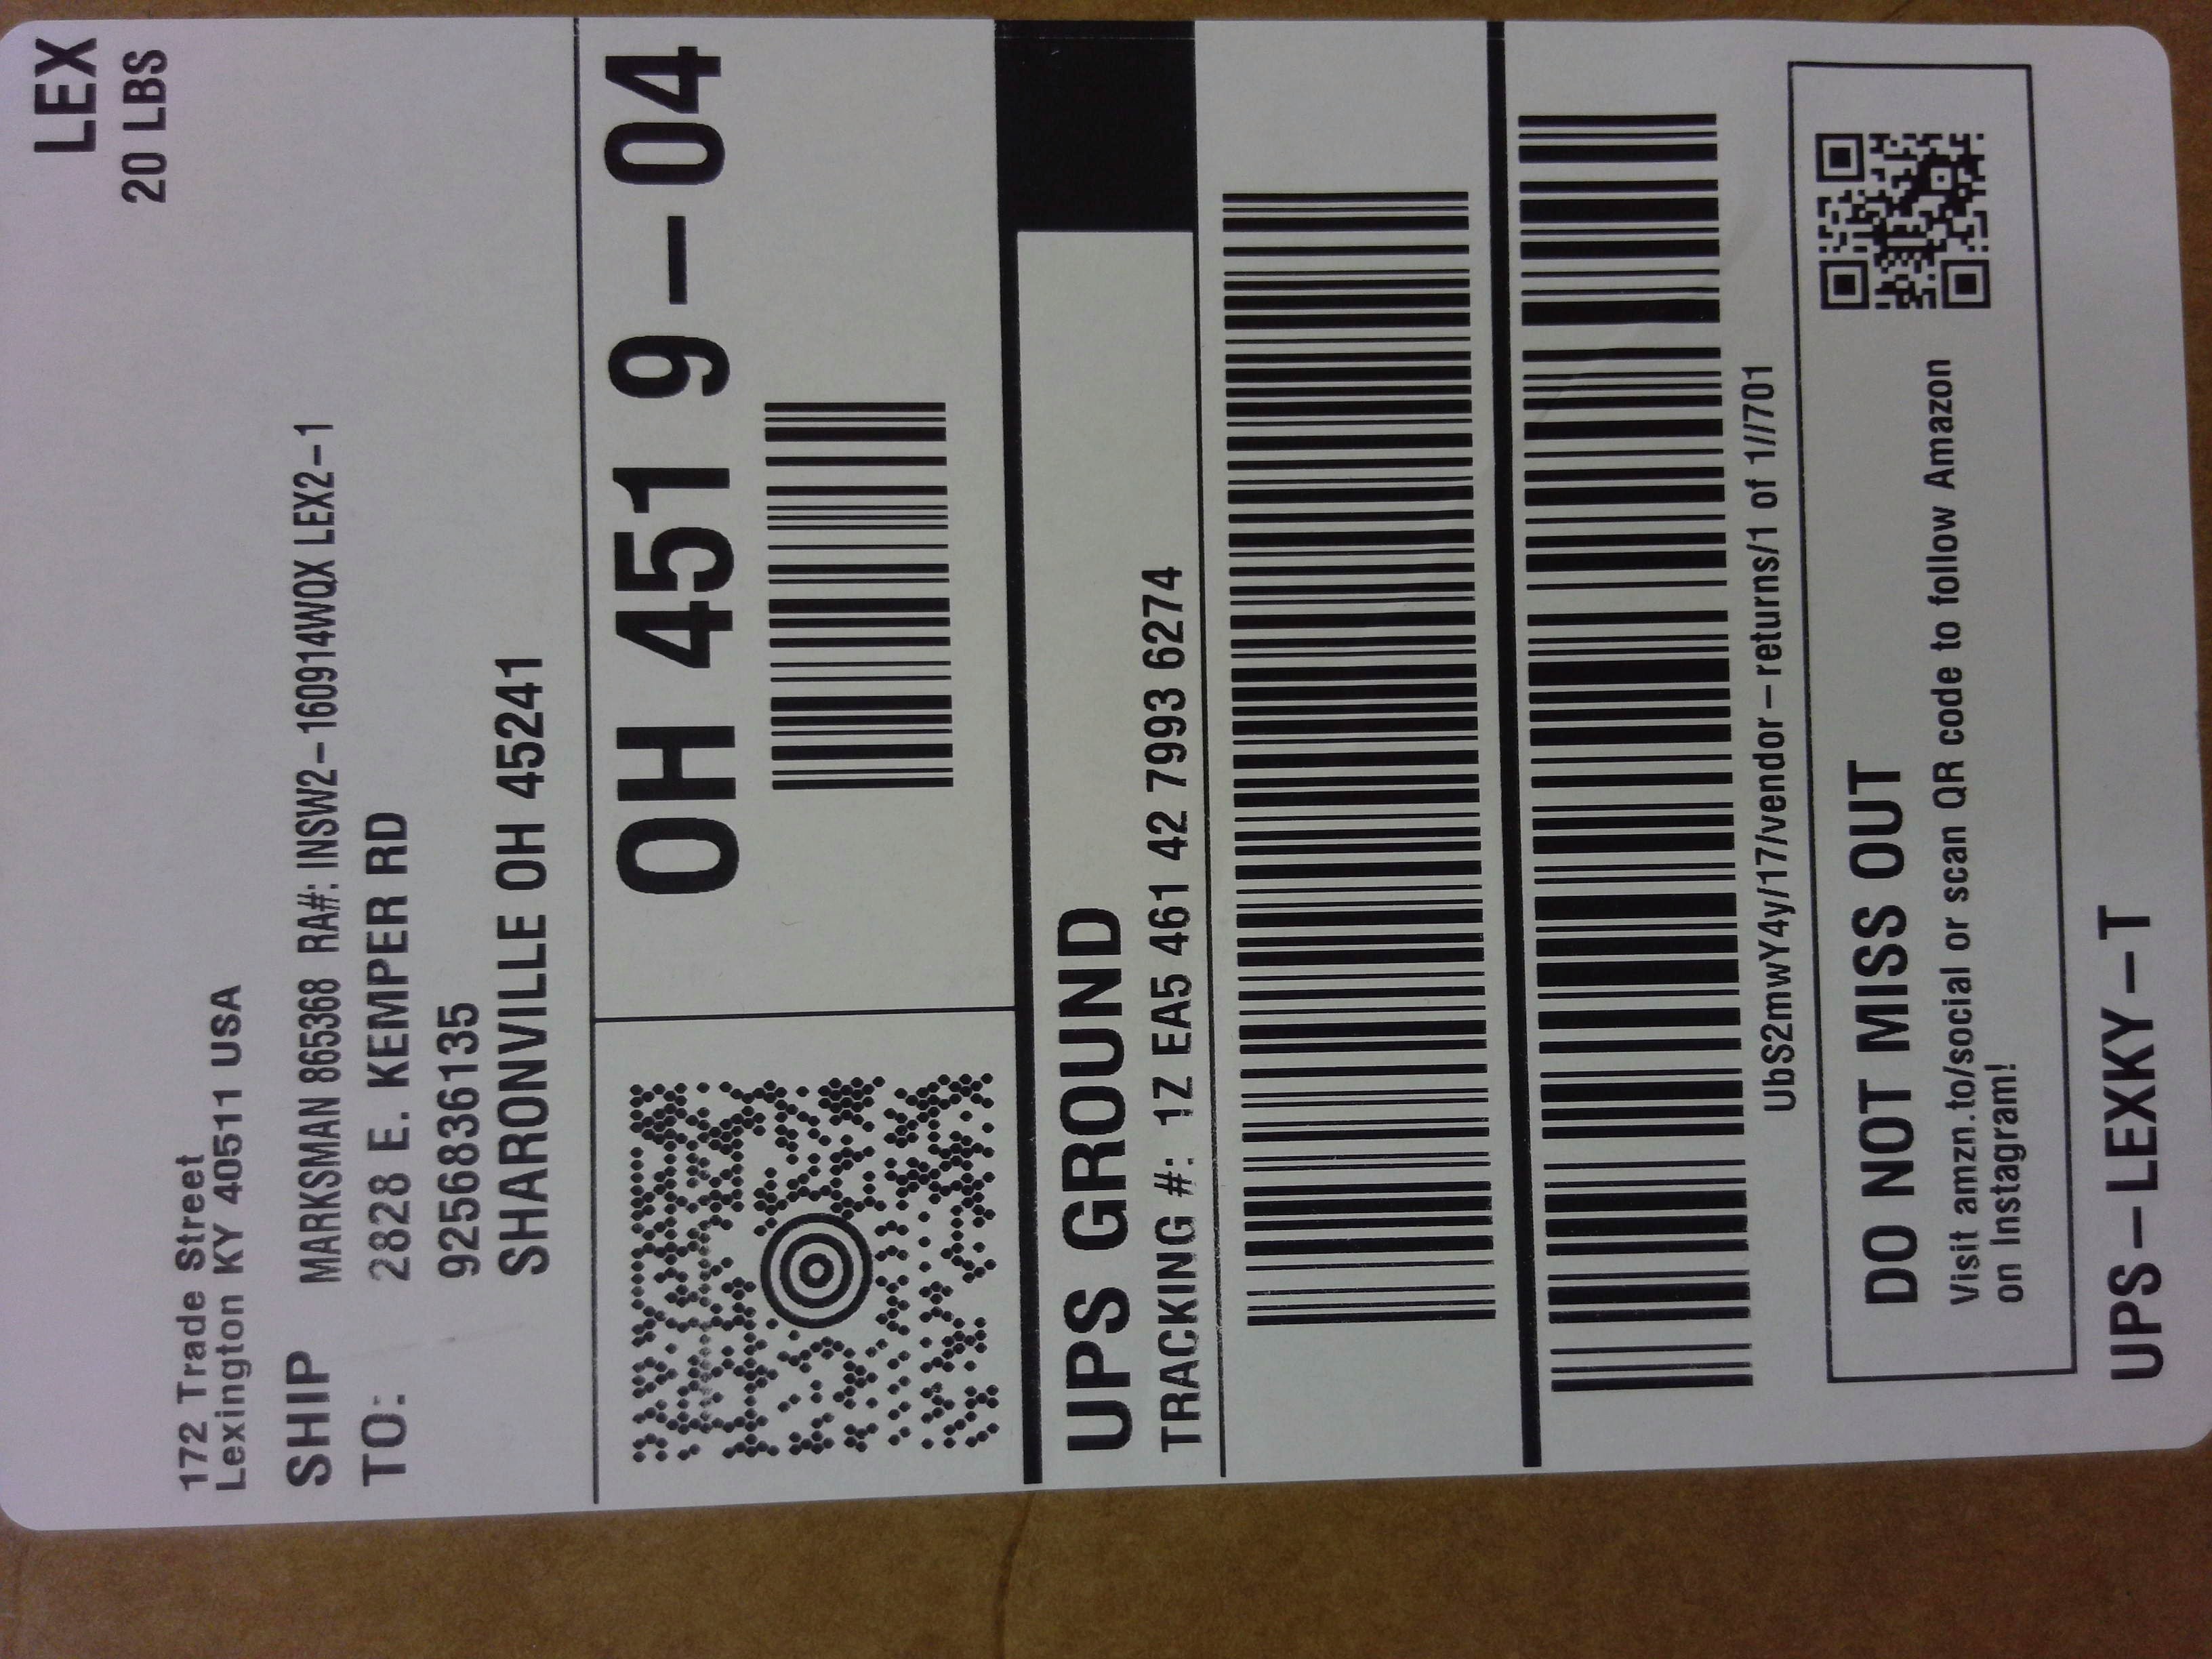 LEX
20 LBS
172 Trade Street
Lexington KY 40511 USA
SHIP MARKSMAN 865368 RA#: INSW2-160914WQX LEX2-1
TO: 2828 E. KEMPER RD
9256836135
SHARONVILLE OH 45241
OH 451 9-04
UPS GROUND
TRACKING #: 1Z EA5 461 42 7993 6274
UbS2mwY4y/17/vendor-returns/1 of 1//701
DO NOT MISS OUT
Visit amzn.to/social or scan QR code to follow Amazon
on Instagram!
UPS-LEXKY-T